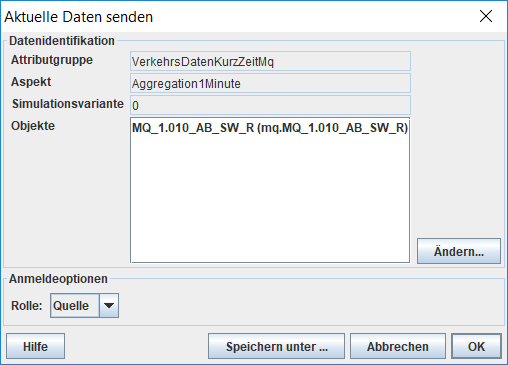 Aktuelle Daten senden
Datenidentifikation
Attributgruppe VerkehrsDatenKurzZeitMq
Aspekt Aggregation1Minute
Simulationsvariante 0
Objekte MQ_1.010_AB_SW_R (mq.MQ_1.010_AB_SW_R)
Ändern...
Anmeldeoptionen
Rolle: Quelle
Hilfe Speichern unter ... Abbrechen OK